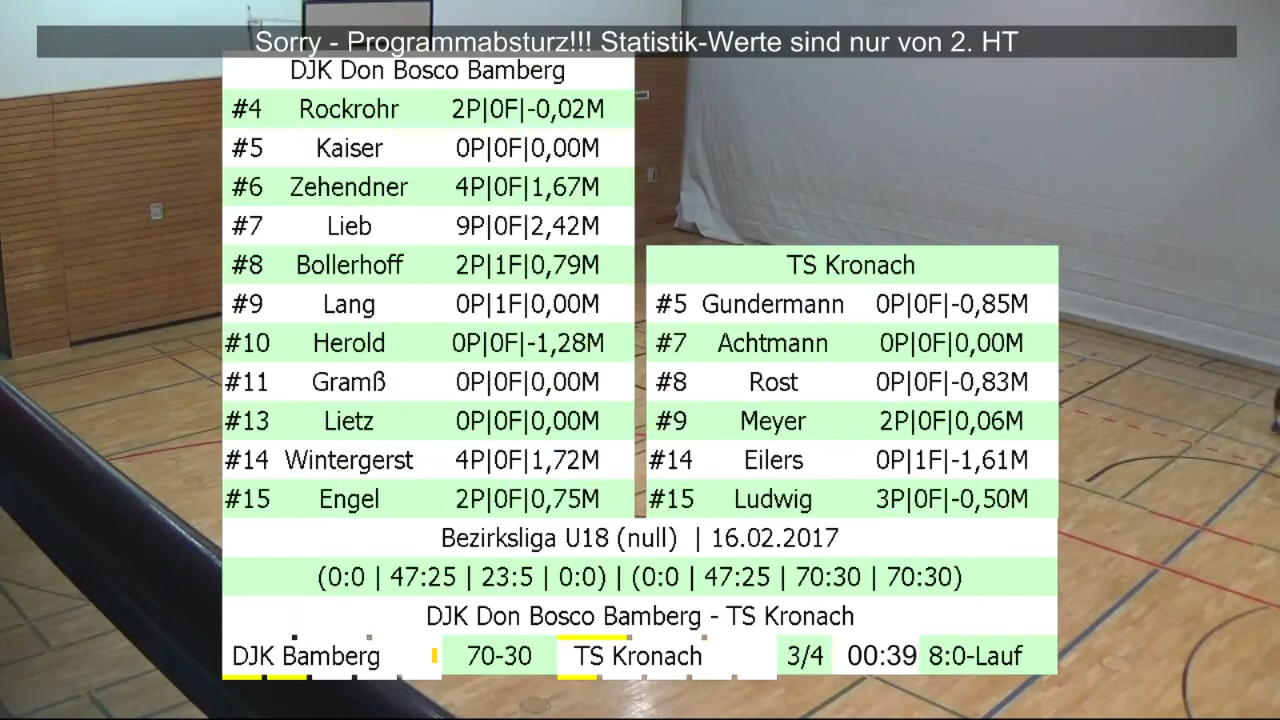 Sorry - Programmabsturz!!! Statistik-Werte sind nur von 2. HT
DJK Don Bosco Bamberg
#4 Rockrohr 2P|0F|-0,02M
#5 Kaiser 0P|0F|0,00M
#6 Zehendner 4P|0F|1,67M
#7 Lieb 9P|0F|2,42M
#8 Bollerhoff 2P|1F|0,79M
#9 Lang 0P|1F|0,00M
#10 Herold 0P|0F|-1,28M
#11 Gramß 0P|0F|0,00M
#13 Lietz 0P|0F|0,00M
#14 Wintergerst 4P|0F|1,72M
#15 Engel 2P|0F|0,75M
TS Kronach
#5 Gundermann 0P|0F|-0,85M
#7 Achtmann 0P|0F|0,00M
#8 Rost 0P|0F|-0,83M
#9 Meyer 2P|0F|0,06M
#14 Eilers 0P|1F|-1,61M
#15 Ludwig 3P|0F|-0,50M
Bezirksliga U18 (null) | 16.02.2017
(0:0 | 47:25 | 23:5 | 0:0) | (0:0 | 47:25 | 70:30 | 70:30)
DJK Don Bosco Bamberg - TS Kronach
DJK Bamberg 70-30 TS Kronach 3/4 00:39 8:0-Lauf